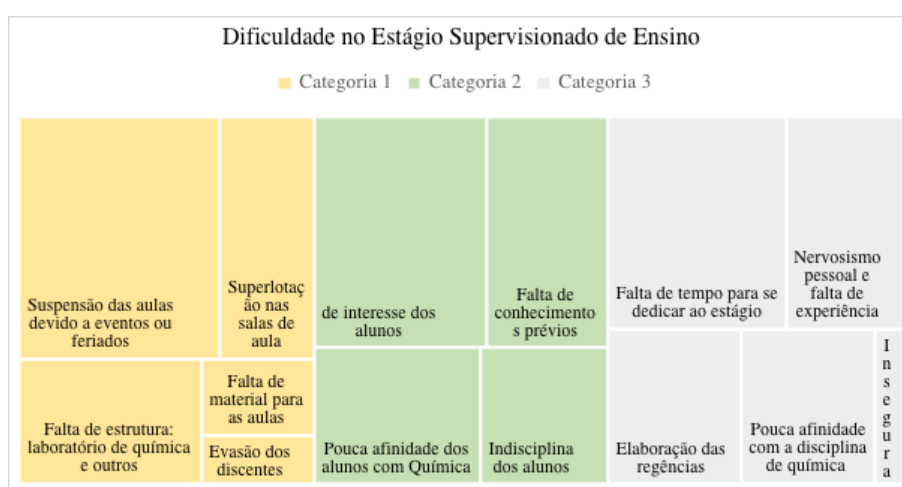 Dificuldade no Estágio Supervisionado de Ensino
Categoria 1
Categoria 2
Categoria 3
Suspensão das aulas
devido a eventos ou
feriados
Superlotaç
ão nas
salas de
aula
Falta de estrutura:
laboratório de química
e outros
Falta de
material para
as aulas
Evasão dos
discentes
de interesse dos
alunos
Falta de
conhecimento
s prévios
Pouca afinidade dos
alunos com Química
Indisciplina
dos alunos
Falta de tempo para se
dedicar ao estágio
Nervosismo
pessoal e
falta de
experiência
Elaboração das
regências
Pouca afinidade
com a disciplina
de química
I
n
s
e
g
u
r
a